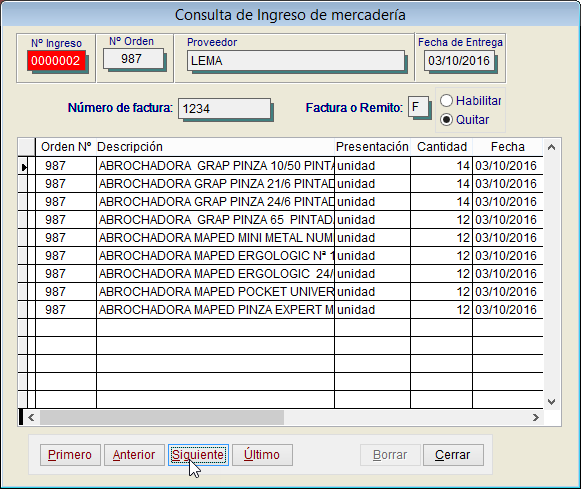 Consulta de Ingreso de mercadería
Nº Ingreso Nº Orden Proveedor Fecha de Entrega
0000002 987 LEMA 03/10/2016
Número de factura: 1234 Factura o Remito: F Habilitar
Quitar
Orden Nº Descripción Presentación Cantidad Fecha
987 ABROCHADORA GRAP PINZA 10/50 PINTA unidad 14 03/10/2016
987 ABROCHADORA GRAP PINZA 21/6 PINTAD unidad 14 03/10/2016
987 ABROCHADORA GRAP PINZA 24/6 PINTAD unidad 14 03/10/2016
987 ABROCHADORA GRAP PINZA 65 PINTADA unidad 12 03/10/2016
987 ABROCHADORA MAPED MINI METAL NUM unidad 12 03/10/2016
987 ABROCHADORA MAPED ERGOLOGIC Nª 1 unidad 12 03/10/2016
987 ABROCHADORA MAPED ERGOLOGIC 24/ unidad 12 03/10/2016
987 ABROCHADORA MAPED POCKET UNIVER unidad 12 03/10/2016
987 ABROCHADORA MAPED PINZA EXPERT M unidad 12 03/10/2016
Primero Anterior Siguiente Último Borrar Cerrar